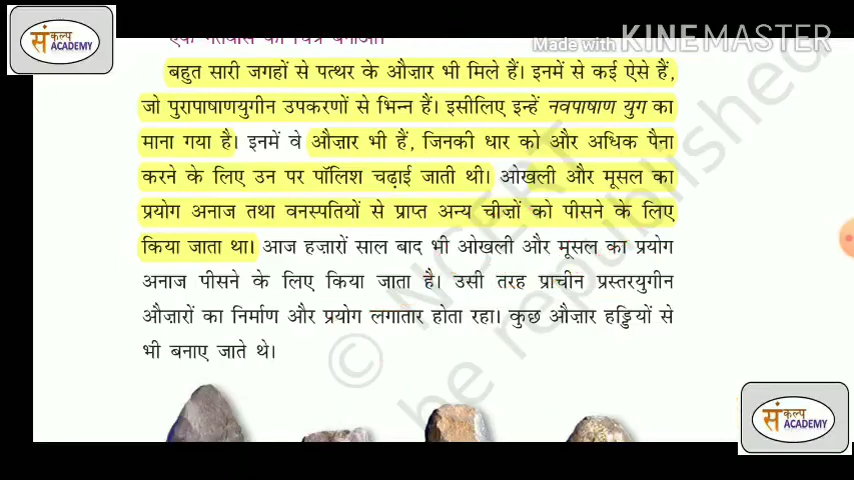 संकल्प
ACADEMY
Made with KINEMASTER
बहुत सारी जगहों से पत्थर के औज़ार भी मिले हैं। इनमें से कई ऐसे हैं,
जो पुरापाषाणयुगीन उपकरणों से भिन्न हैं। इसीलिए इन्हें नवपाषाण युग का
माना गया है। इनमें वे औज़ार भी हैं, जिनकी धार को और अधिक पैना
करने के लिए उन पर पॉलिश चढ़ाई जाती थी। ओखली और मूसल का
प्रयोग अनाज तथा वनस्पतियों से प्राप्त अन्य चीज़ों को पीसने के लिए
किया जाता था। आज हज़ारों साल बाद भी ओखली और मूसल का प्रयोग
अनाज पीसने के लिए किया जाता है। उसी तरह प्राचीन प्रस्तरयुगीन
औज़ारों का निर्माण और प्रयोग लगातार होता रहा। कुछ औज़ार हड्डियों से
भी बनाए जाते थे।
© NCERT
be republished
संकल्प
ACADEMY